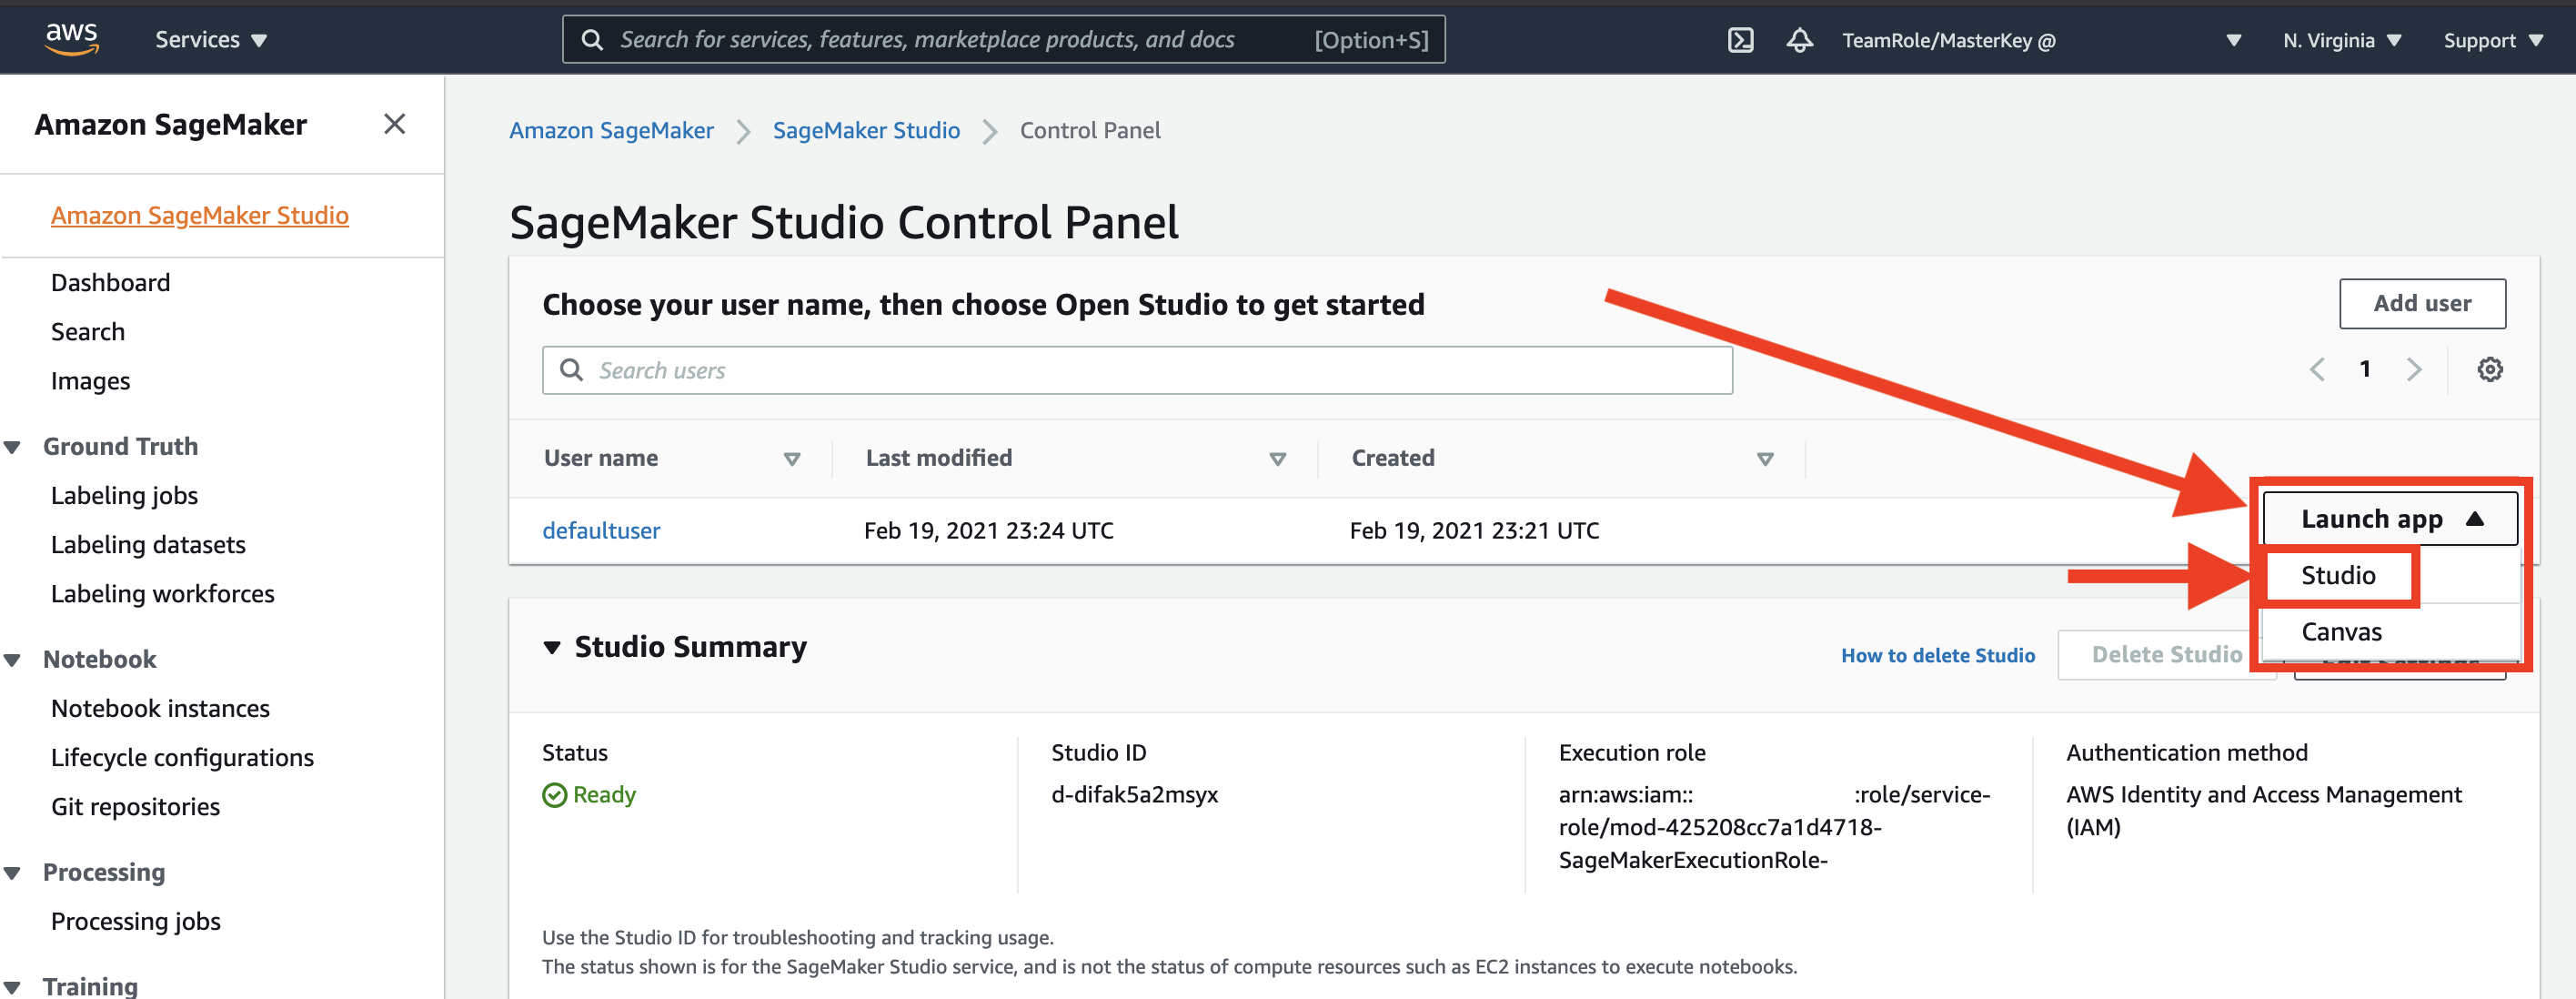 aws
Services
Search for services, features, marketplace products, and docs [Option+S]
TeamRole/MasterKey @
N. Virginia
Support
Amazon SageMaker
Amazon SageMaker Studio
Dashboard
Search
Images
Ground Truth
Labeling jobs
Labeling datasets
Labeling workforces
Notebook
Notebook instances
Lifecycle configurations
Git repositories
Processing
Processing jobs
Training
Amazon SageMaker SageMaker Studio Control Panel
SageMaker Studio Control Panel
Choose your user name, then choose Open Studio to get started
Add user
Search users
1
User name Last modified Created
defaultuser Feb 19, 2021 23:24 UTC Feb 19, 2021 23:21 UTC
Launch app
Studio
Canvas
Studio Summary
How to delete Studio
Delete Studio
Status
Ready
Studio ID
d-difak5a2msyx
Execution role
arn:aws:iam:: :role/service-
role/mod-425208cc7a1d4718-
SageMakerExecutionRole-
Authentication method
AWS Identity and Access Management
(IAM)
Use the Studio ID for troubleshooting and tracking usage.
The status shown is for the SageMaker Studio service, and is not the status of compute resources such as EC2 instances to execute notebooks.